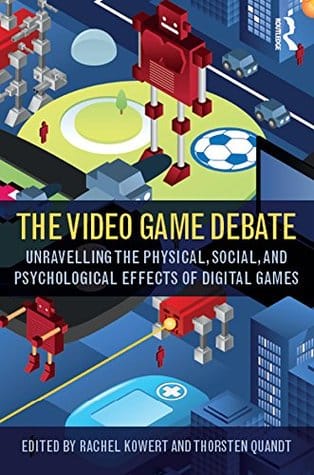 ROUTLEDGE
THE VIDEO GAME DEBATE
UNRAVELLING THE PHYSICAL, SOCIAL, AND
PSYCHOLOGICAL EFFECTS OF DIGITAL GAMES
EDITED BY RACHEL KOWERT AND THORSTEN QUANDT